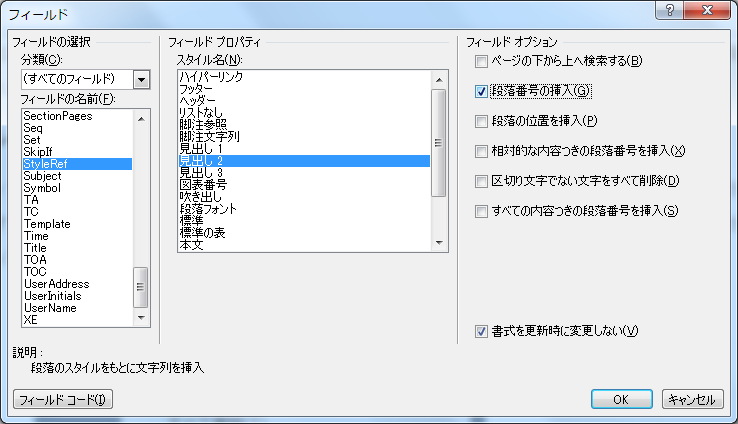 フィールド
フィールドの選択
分類(C):
(すべてのフィールド)
フィールドの名前(F):
SectionPages
Seq
Set
SkipIf
StyleRef
Subject
Symbol
TA
TC
Template
Time
Title
TOA
TOC
UserAddress
UserInitials
UserName
XE
フィールド プロパティ
スタイル名(N):
ハイパーリンク
フッター
ヘッダー
リストなし
脚注参照
脚注文字列
見出し 1
見出し 2
見出し 3
図表番号
吹き出し
段落フォント
標準
標準の表
本文
フィールド オプション
ページの下から上へ検索する(B)
段落番号の挿入(G)
段落の位置を挿入(P)
相対的な内容つきの段落番号を挿入(X)
区切り文字でない文字をすべて削除(D)
すべての内容つきの段落番号を挿入(S)
書式を更新時に変更しない(V)
説明:
段落のスタイルをもとに文字列を挿入
フィールド コード(I)
OK
キャンセル